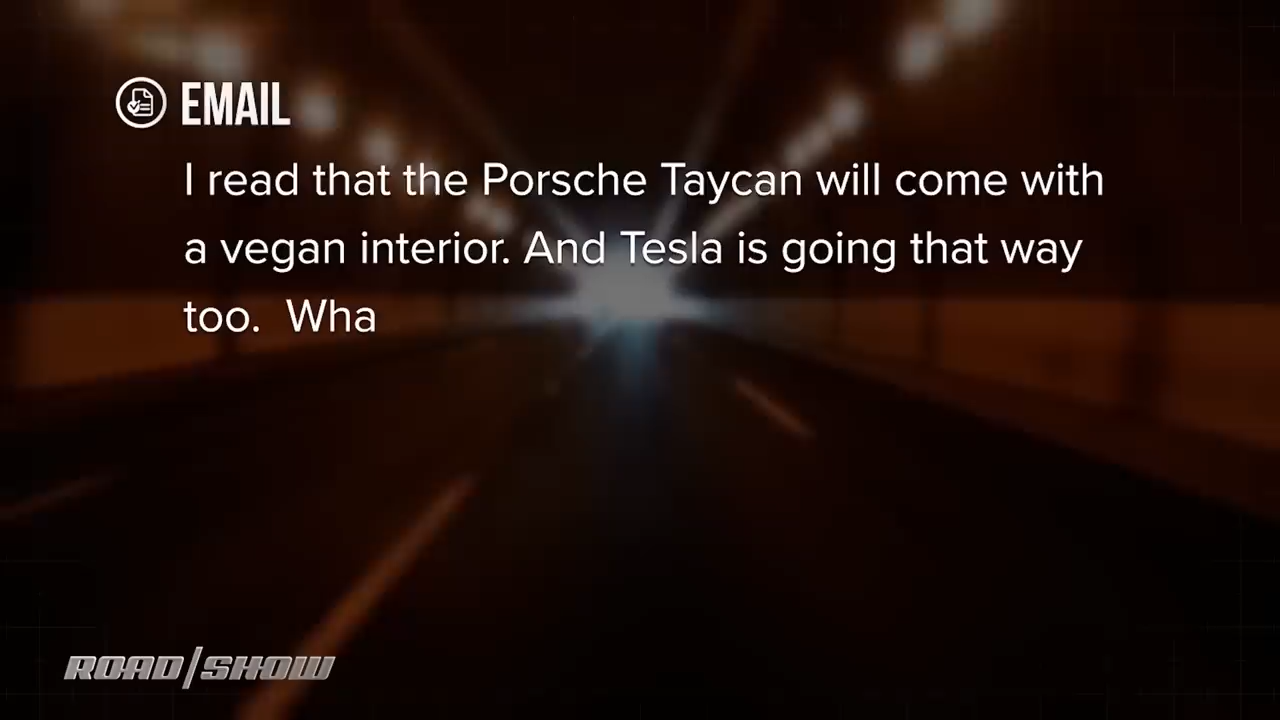 EMAIL
I read that the Porsche Taycan will come with
a vegan interior. And Tesla is going that way
too.  Wha
ROAD/SHOW